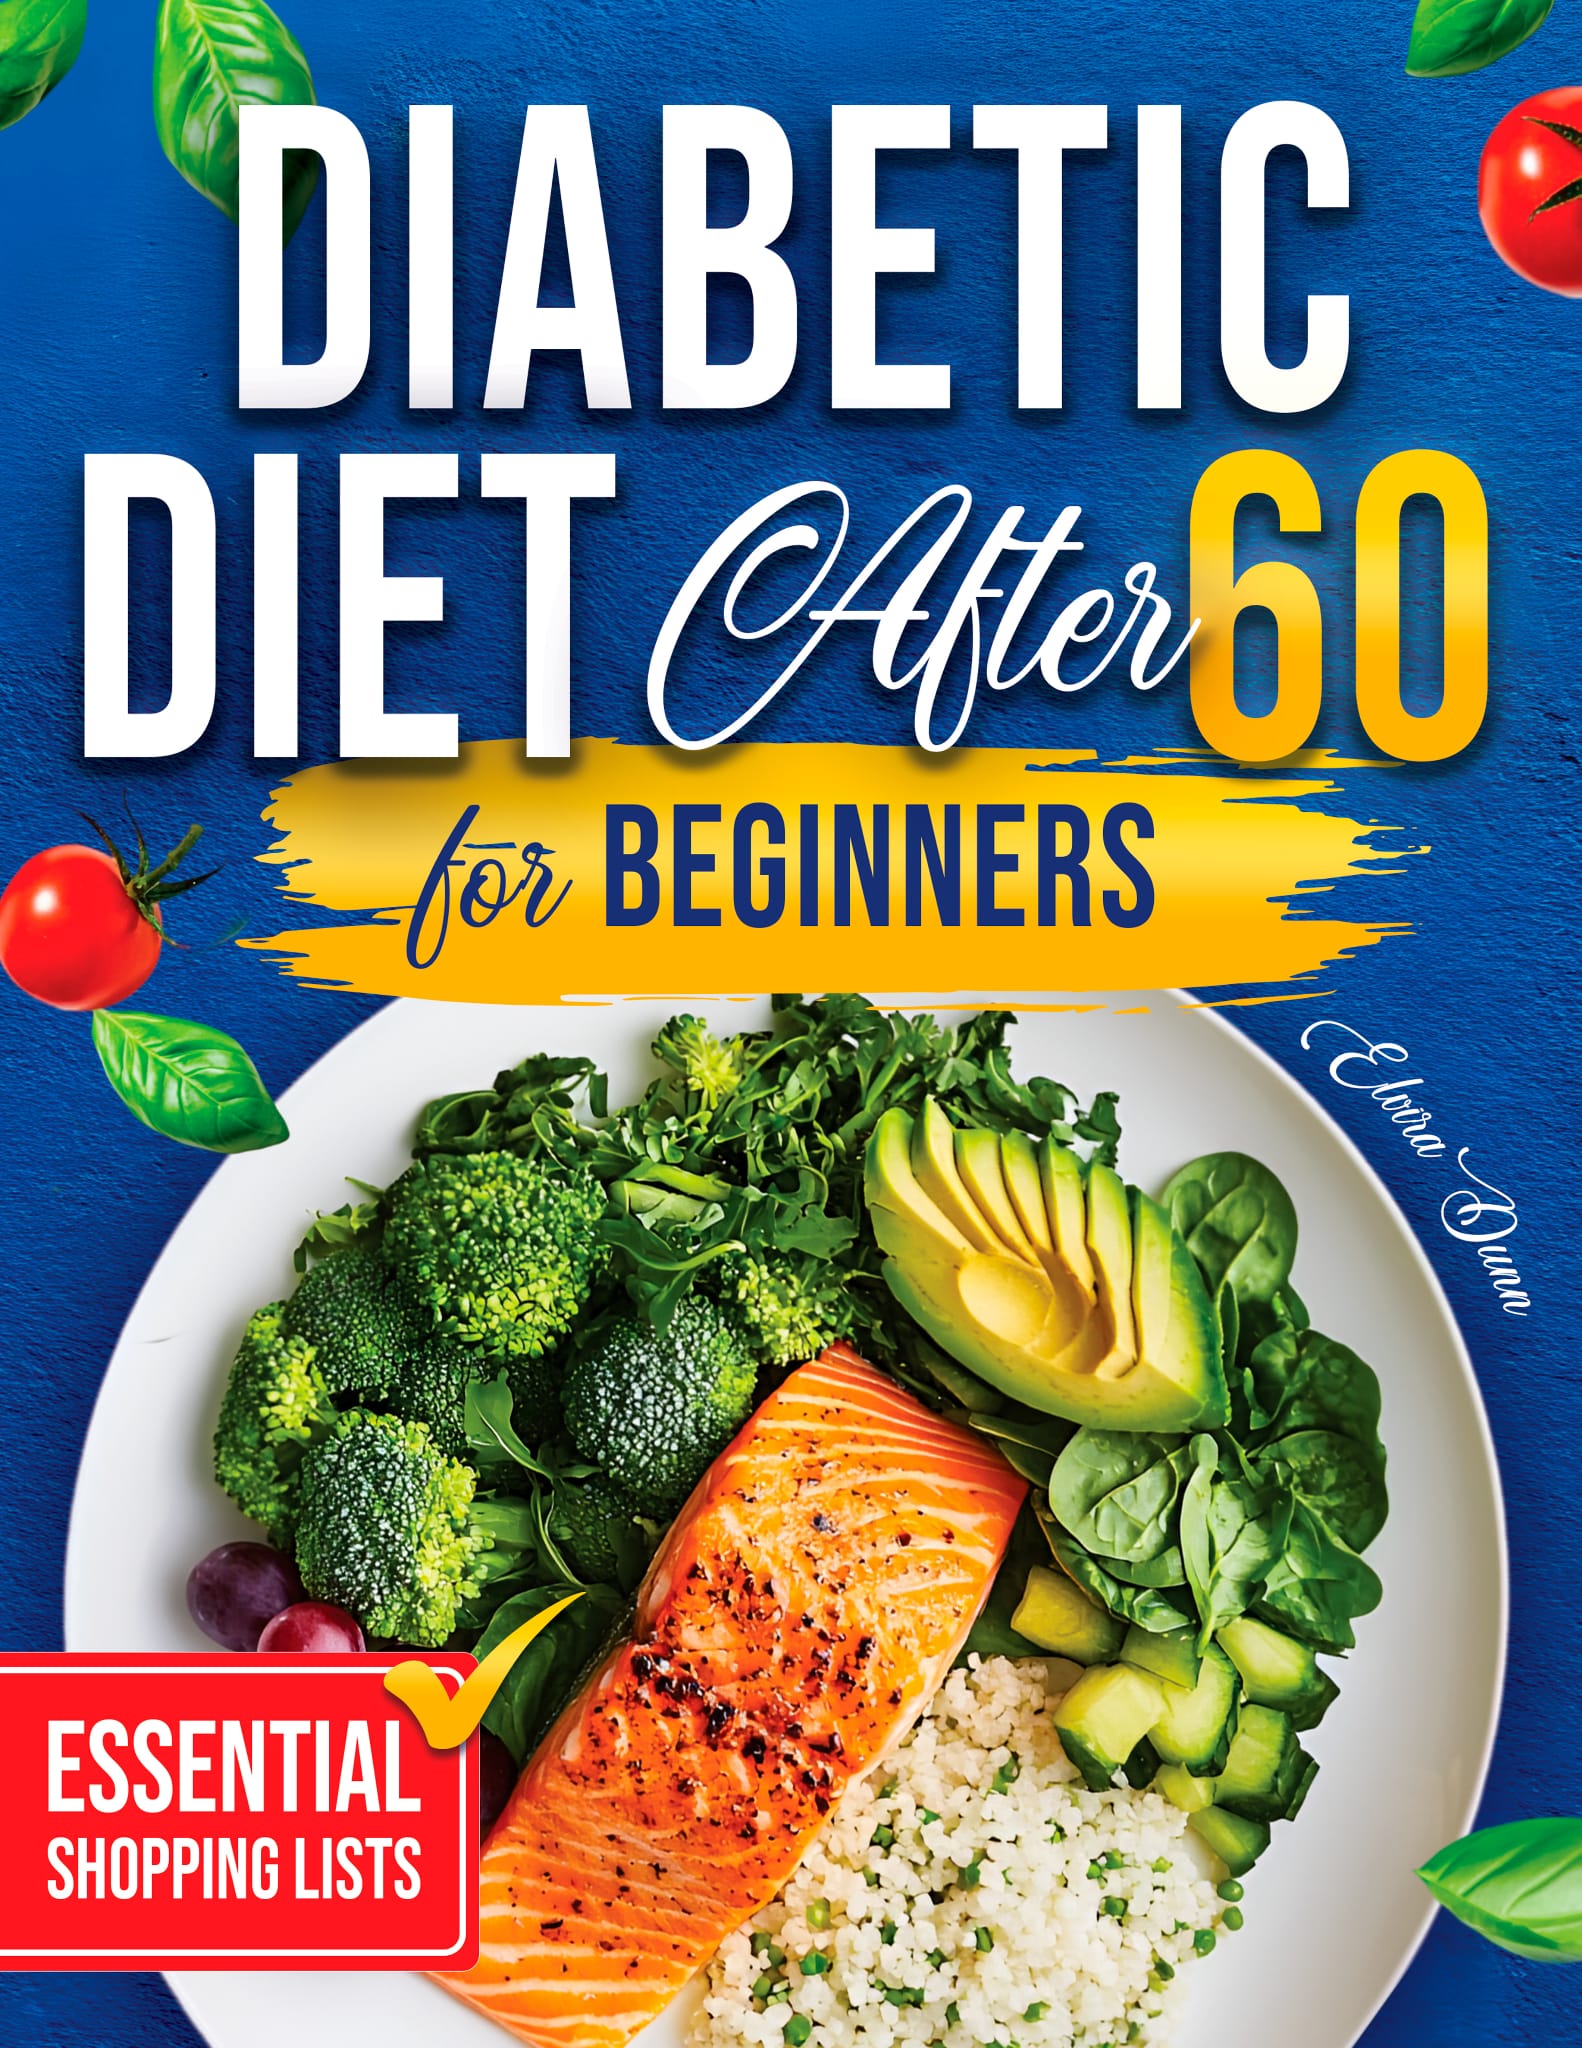 DIABETIC
DIET After 60
for BEGINNERS
Elvira Dunn
ESSENTIAL
SHOPPING LISTS